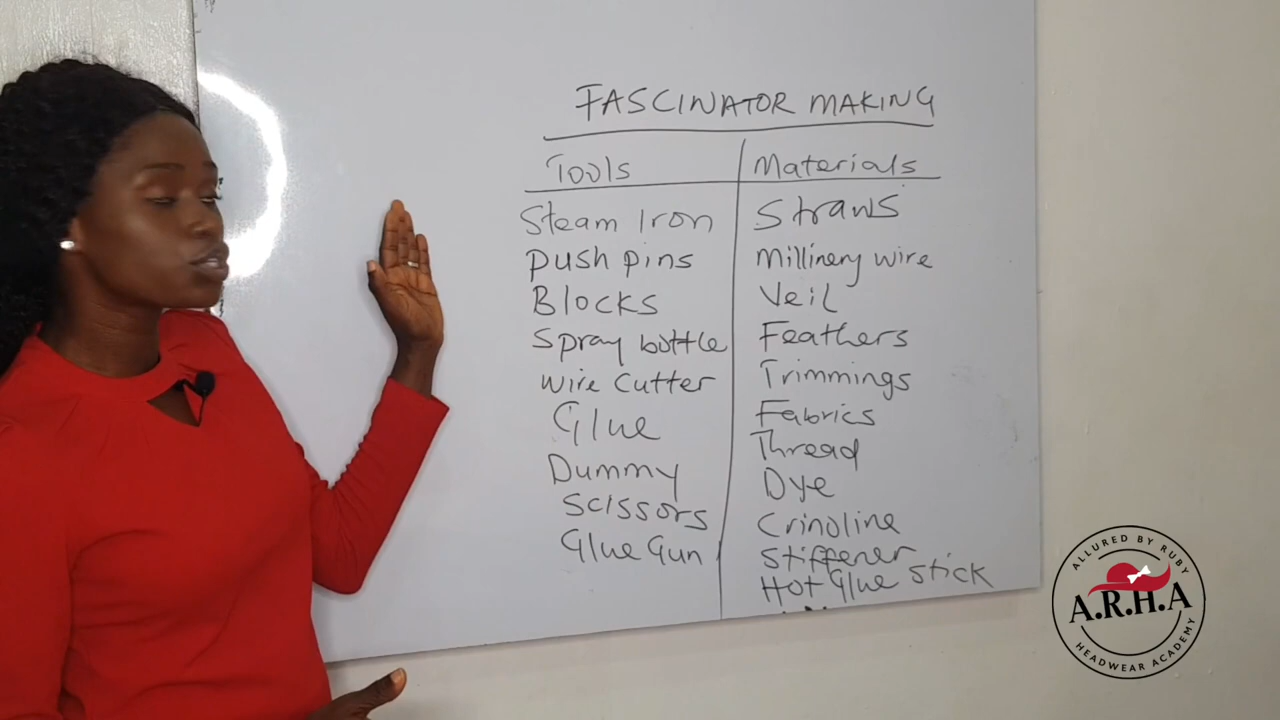 FASCINATOR MAKING
Tools
Steam Iron
Push pins
Blocks
Spray bottle
Wire Cutter
Glue
Dummy
Scissors
Glue Gun
Materials
Straws
Millinery wire
Veil
Feathers
Trimmings
Fabrics
Thread
Dye
Crinoline
Stiffener
Hot Glue Stick
ALLURED BY RUBY
A.R.H.A
HEADWEAR ACADEMY